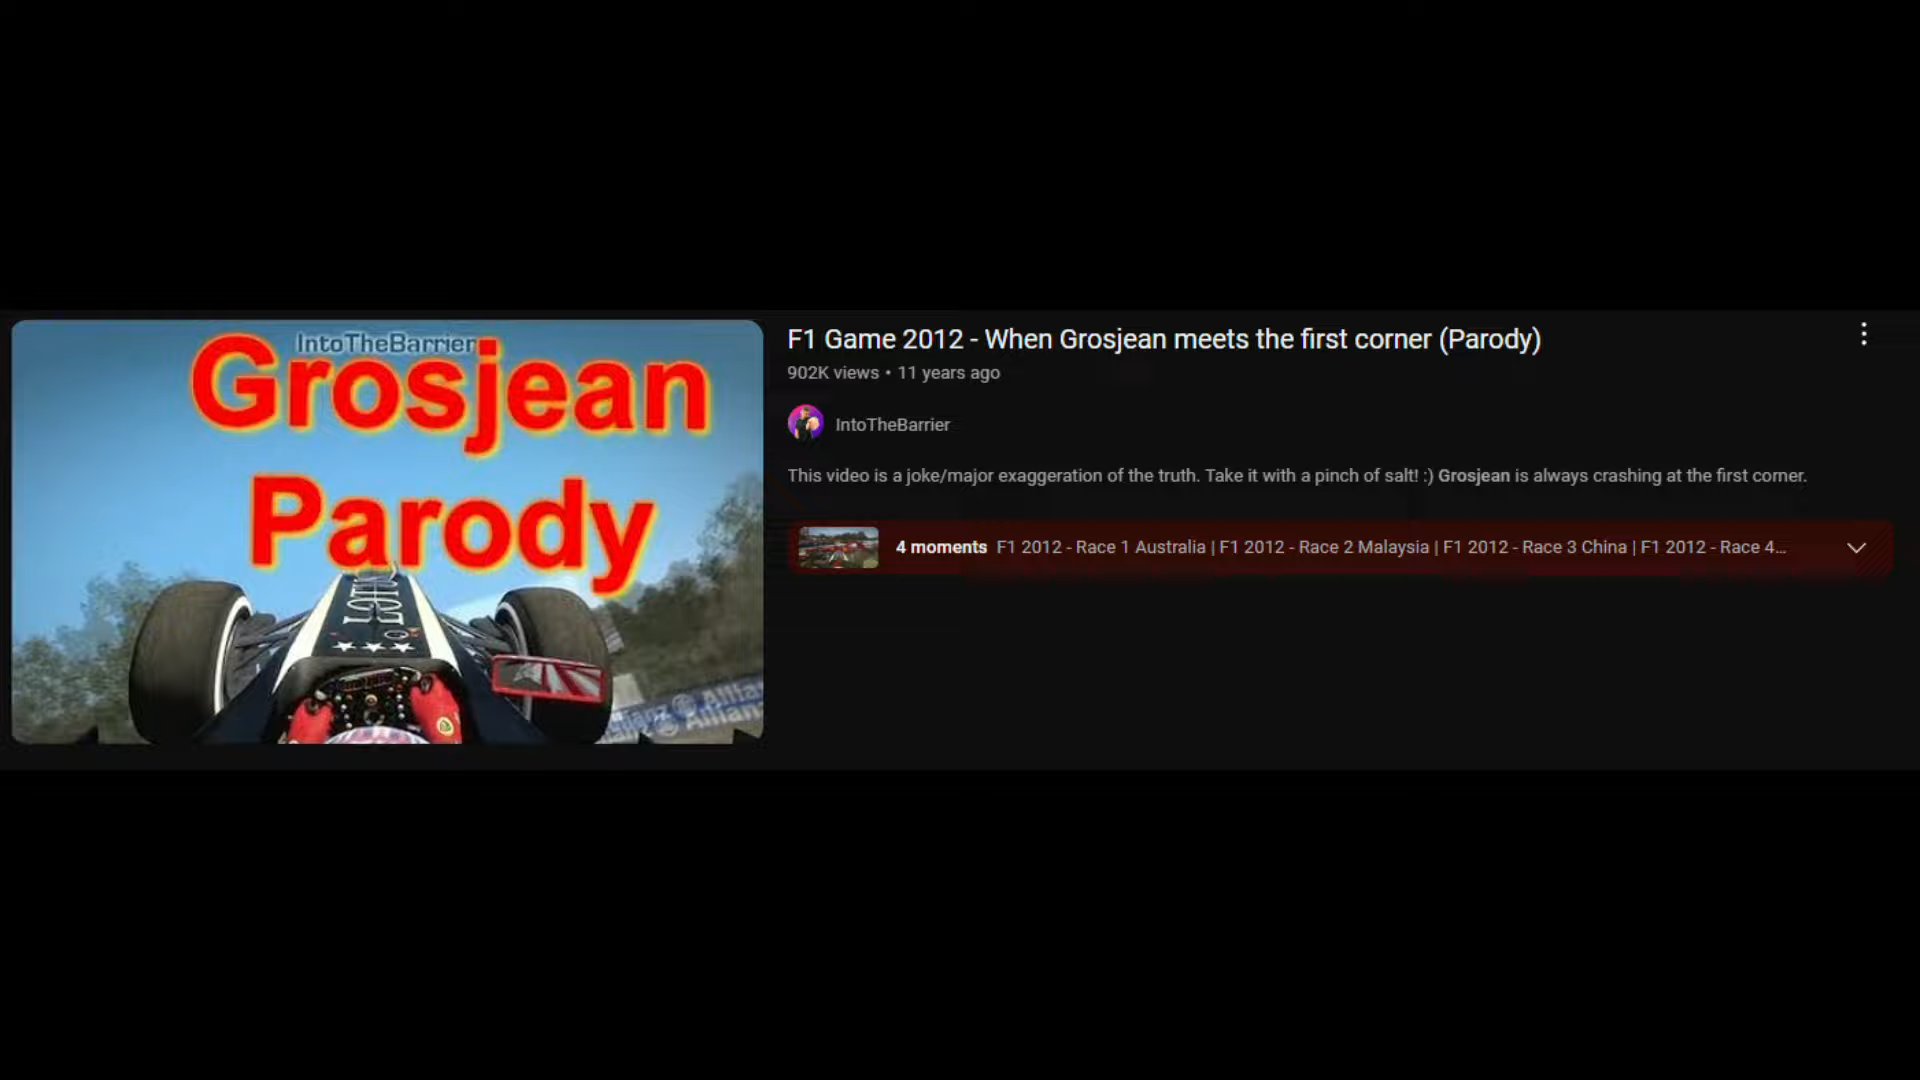 IntoTheBarrier
Grosjean
Parody
LOTUS
Allianz
Allianz
F1 Game 2012 - When Grosjean meets the first corner (Parody)
902K views • 11 years ago
IntoTheBarrier
This video is a joke/major exaggeration of the truth. Take it with a pinch of salt! :) Grosjean is always crashing at the first corner.
4 moments F1 2012 - Race 1 Australia | F1 2012 - Race 2 Malaysia | F1 2012 - Race 3 China | F1 2012 - Race 4...